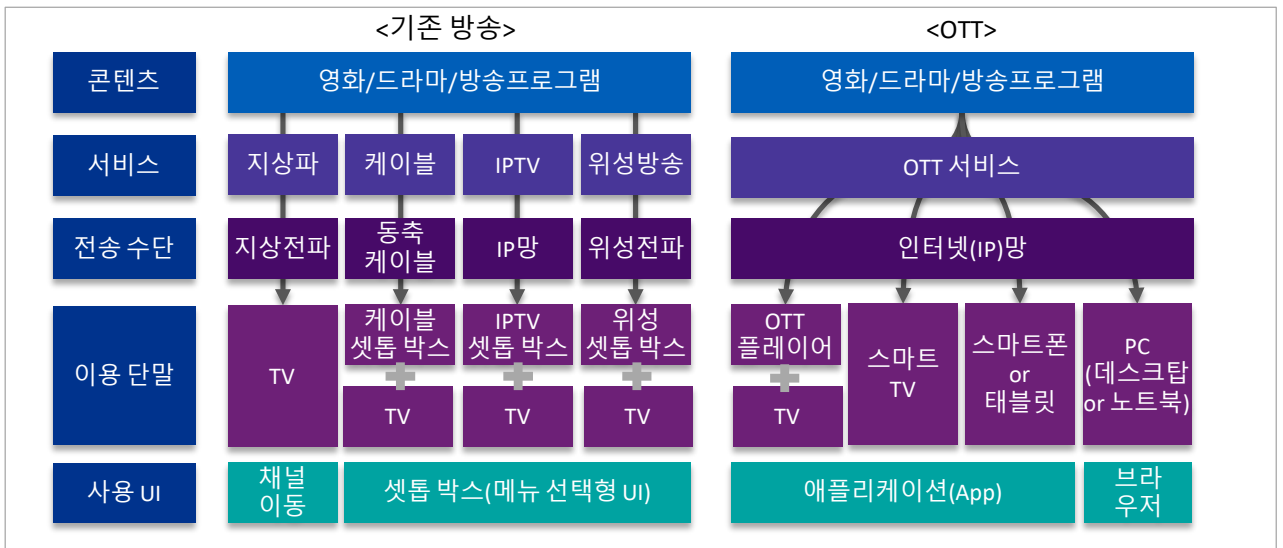 <기존 방송>
<OTT>
콘텐츠
영화/드라마/방송프로그램
영화/드라마/방송프로그램
서비스
지상파
케이블
IPTV
위성방송
OTT 서비스
전송 수단
지상전파
동축
케이블
IP망
위성전파
인터넷(IP)망
이용 단말
TV
케이블
셋톱 박스
TV
IPTV
셋톱 박스
TV
위성
셋톱 박스
TV
OTT
플레이어
TV
스마트
TV
스마트폰
or
태블릿
PC
(데스크탑
or 노트북)
사용 UI
채널
이동
셋톱 박스(메뉴 선택형 UI)
애플리케이션(App)
브라
우저